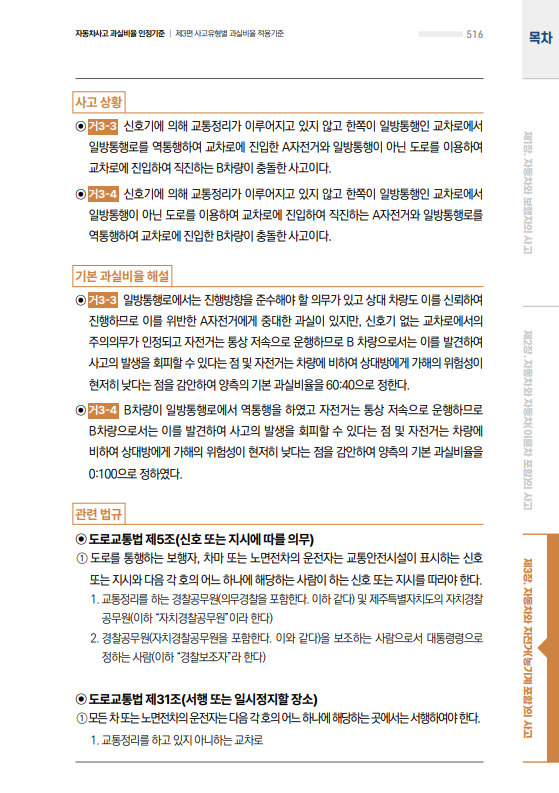 자동차사고 과실비율 인정기준 | 제3편 사고유형별 과실비율 적용기준
516
목차
사고 상황
◉ 거3-3 신호기에 의해 교통정리가 이루어지고 있지 않고 한쪽이 일방통행인 교차로에서
일방통행로를 역통행하여 교차로에 진입한 A자전거와 일방통행이 아닌 도로를 이용하여
교차로에 진입하여 직진하는 B차량이 충돌한 사고이다.
◉ 거3-4 신호기에 의해 교통정리가 이루어지고 있지 않고 한쪽이 일방통행인 교차로에서
일방통행이 아닌 도로를 이용하여 교차로에 진입하여 직진하는 A자전거와 일방통행로를
역통행하여 교차로에 진입한 B차량이 충돌한 사고이다.
기본 과실비율 해설
◉ 거3-3 일방통행로에서는 진행방향을 준수해야 할 의무가 있고 상대 차량도 이를 신뢰하여
진행하므로 이를 위반한 A자전거에게 중대한 과실이 있지만, 신호기 없는 교차로에서의
주의의무가 인정되고 자전거는 통상 저속으로 운행하므로 B 차량으로서는 이를 발견하여
사고의 발생을 회피할 수 있다는 점 및 자전거는 차량에 비하여 상대방에게 가해의 위험성이
현저히 낮다는 점을 감안하여 양측의 기본 과실비율을 60:40으로 정한다.
◉ 거3-4 B차량이 일방통행로에서 역통행을 하였고 자전거는 통상 저속으로 운행하므로
B차량으로서는 이를 발견하여 사고의 발생을 회피할 수 있다는 점 및 자전거는 차량에
비하여 상대방에게 가해의 위험성이 현저히 낮다는 점을 감안하여 양측의 기본 과실비율을
0:100으로 정하였다.
관련 법규
◉ 도로교통법 제5조(신호 또는 지시에 따를 의무)
① 도로를 통행하는 보행자, 차마 또는 노면전차의 운전자는 교통안전시설이 표시하는 신호
또는 지시와 다음 각 호의 어느 하나에 해당하는 사람이 하는 신호 또는 지시를 따라야 한다.
1. 교통정리를 하는 경찰공무원(의무경찰을 포함한다. 이하 같다) 및 제주특별자치도의 자치경찰
공무원(이하 “자치경찰공무원”이라 한다)
2. 경찰공무원(자치경찰공무원을 포함한다. 이와 같다)을 보조하는 사람으로서 대통령령으로
정하는 사람(이하 “경찰보조자”라 한다)
◉ 도로교통법 제31조(서행 또는 일시정지할 장소)
① 모든 차 또는 노면전차의 운전자는 다음 각 호의 어느 하나에 해당하는 곳에서는 서행하여야 한다.
1. 교통정리를 하고 있지 아니하는 교차로
제1장. 자동차와 보행자의 사고
제2장. 자동차와 자동차(이륜차 포함)의 사고
제3장. 자동차와 자전거(농기계 포함)의 사고